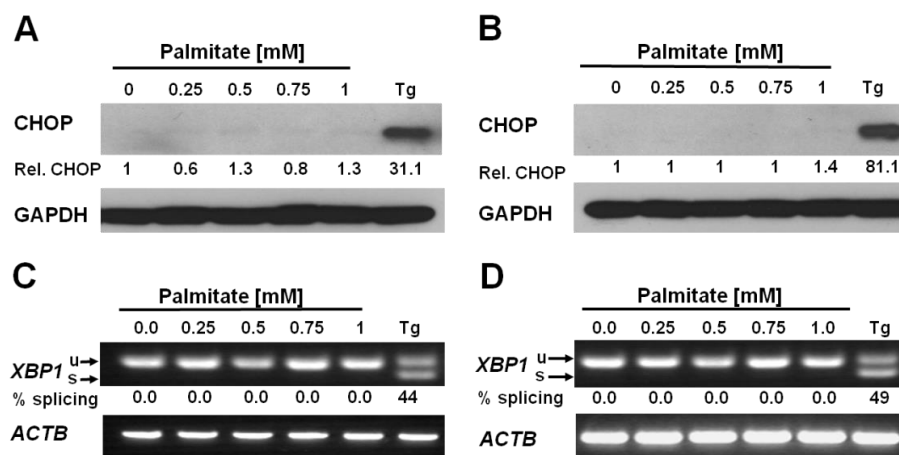 A
Palmitate [mM]
0 0.25 0.5 0.75 1 Tg
CHOP
Rel. CHOP 1 0.6 1.3 0.8 1.3 31.1
GAPDH
B
Palmitate [mM]
0 0.25 0.5 0.75 1 Tg
CHOP
Rel. CHOP 1 1 1 1 1.4 81.1
GAPDH
C
Palmitate [mM]
0.0 0.25 0.5 0.75 1 Tg
u
XBP1
s
% splicing 0.0 0.0 0.0 0.0 0.0 44
ACTB
D
Palmitate [mM]
0.0 0.25 0.5 0.75 1.0 Tg
u
XBP1
s
% splicing 0.0 0.0 0.0 0.0 0.0 49
ACTB